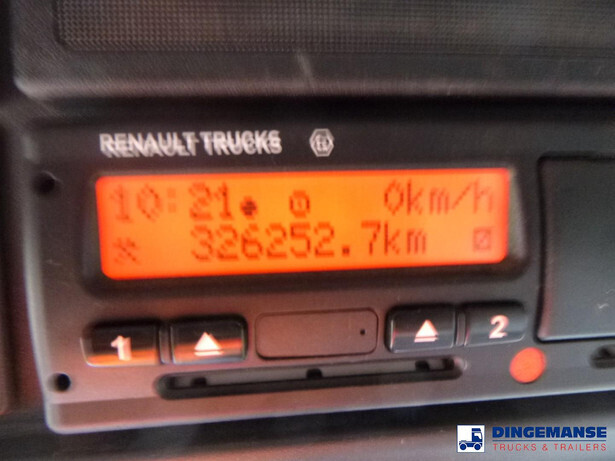 RENAULT TRUCKS
10:21 0km/h
326252.7km
1 2
DINGEMANSE
TRUCKS & TRAILERS